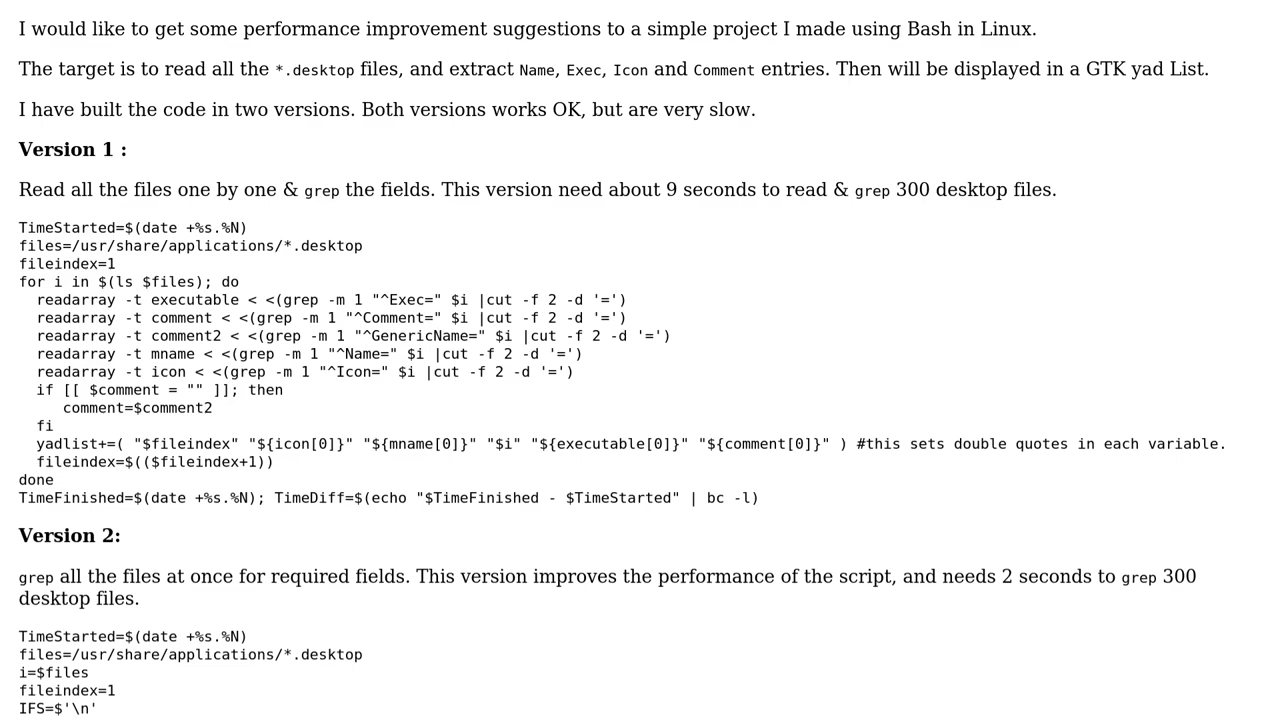 I would like to get some performance improvement suggestions to a simple project I made using Bash in Linux.
The target is to read all the *.desktop files, and extract Name, Exec, Icon and Comment entries. Then will be displayed in a GTK yad List.
I have built the code in two versions. Both versions works OK, but are very slow.
Version 1 :
Read all the files one by one & grep the fields. This version need about 9 seconds to read & grep 300 desktop files.
TimeStarted=$(date +%s.%N)
files=/usr/share/applications/*.desktop
fileindex=1
for i in $(ls $files); do
  readarray -t executable < <(grep -m 1 "^Exec=" $i |cut -f 2 -d '=')
  readarray -t comment < <(grep -m 1 "^Comment=" $i |cut -f 2 -d '=')
  readarray -t comment2 < <(grep -m 1 "^GenericName=" $i |cut -f 2 -d '=')
  readarray -t mname < <(grep -m 1 "^Name=" $i |cut -f 2 -d '=')
  readarray -t icon < <(grep -m 1 "^Icon=" $i |cut -f 2 -d '=')
  if [[ $comment = "" ]]; then
     comment=$comment2
  fi
  yadlist+=( "$fileindex" "${icon[0]}" "${mname[0]}" "$i" "${executable[0]}" "${comment[0]}" ) #this sets double quotes in each variable.
  fileindex=$(($fileindex+1))
done
TimeFinished=$(date +%s.%N); TimeDiff=$(echo "$TimeFinished - $TimeStarted" | bc -l)
Version 2:
grep all the files at once for required fields. This version improves the performance of the script, and needs 2 seconds to grep 300
desktop files.
TimeStarted=$(date +%s.%N)
files=/usr/share/applications/*.desktop
i=$files
fileindex=1
IFS=$'\n'